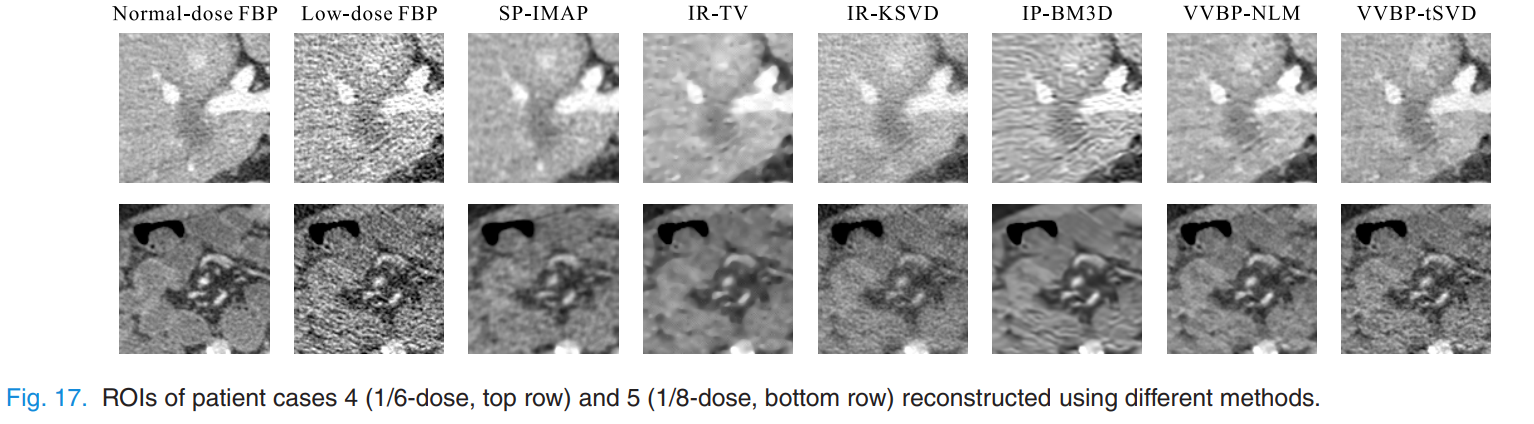 Normal-dose FBP Low-dose FBP SP-IMAP IR-TV IR-KSVD IP-BM3D VVBP-NLM VVBP-tSVD
Fig. 17. ROIs of patient cases 4 (1/6-dose, top row) and 5 (1/8-dose, bottom row) reconstructed using different methods.